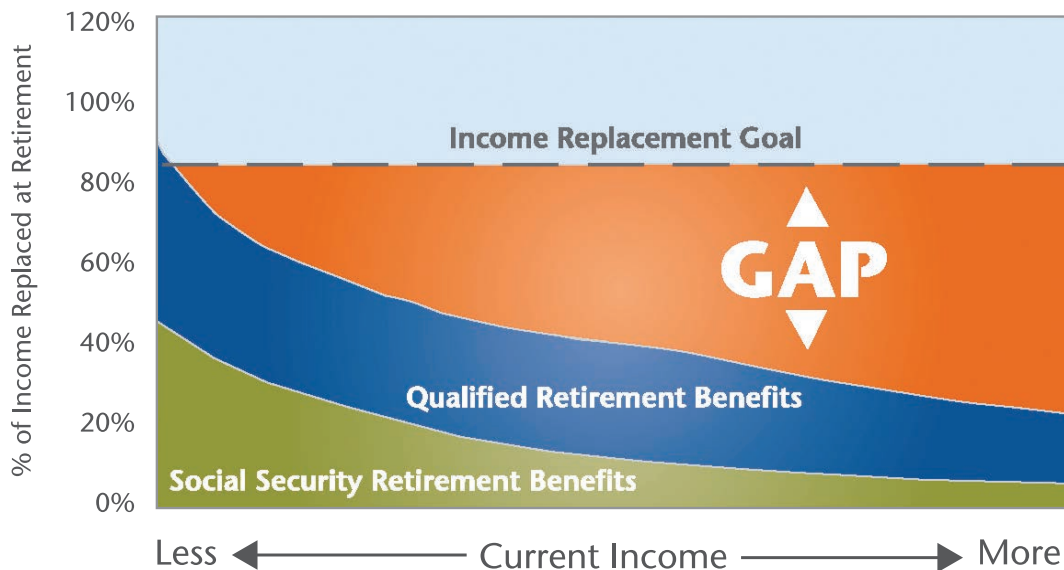 120%
100%
80%
60%
40%
20%
0%
% of Income Replaced at Retirement
Income Replacement Goal
GAP
Qualified Retirement Benefits
Social Security Retirement Benefits
Less Current Income More